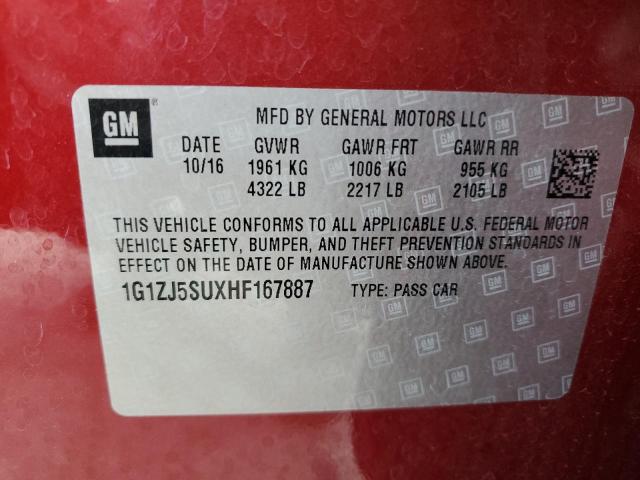 GM ®
MFD BY GENERAL MOTORS LLC
DATE GVWR GAWR FRT GAWR RR
10/16 1961 KG 1006 KG 955 KG
4322 LB 2217 LB 2105 LB
THIS VEHICLE CONFORMS TO ALL APPLICABLE U.S. FEDERAL MOTOR
VEHICLE SAFETY, BUMPER, AND THEFT PREVENTION STANDARDS IN
EFFECT ON THE DATE OF MANUFACTURE SHOWN ABOVE.
1G1ZJ5SUXHF167887 TYPE: PASS CAR